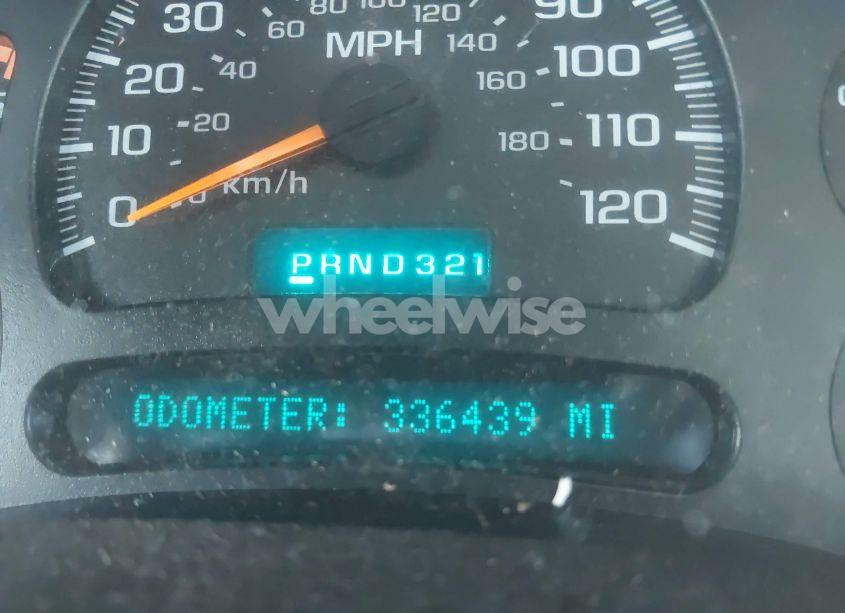 80 100 120 90
30 60 MPH 140
20 40 160 100
10 20 180 110
0 km/h 120
PRND321
wheelwise
ODOMETER: 336439 MI